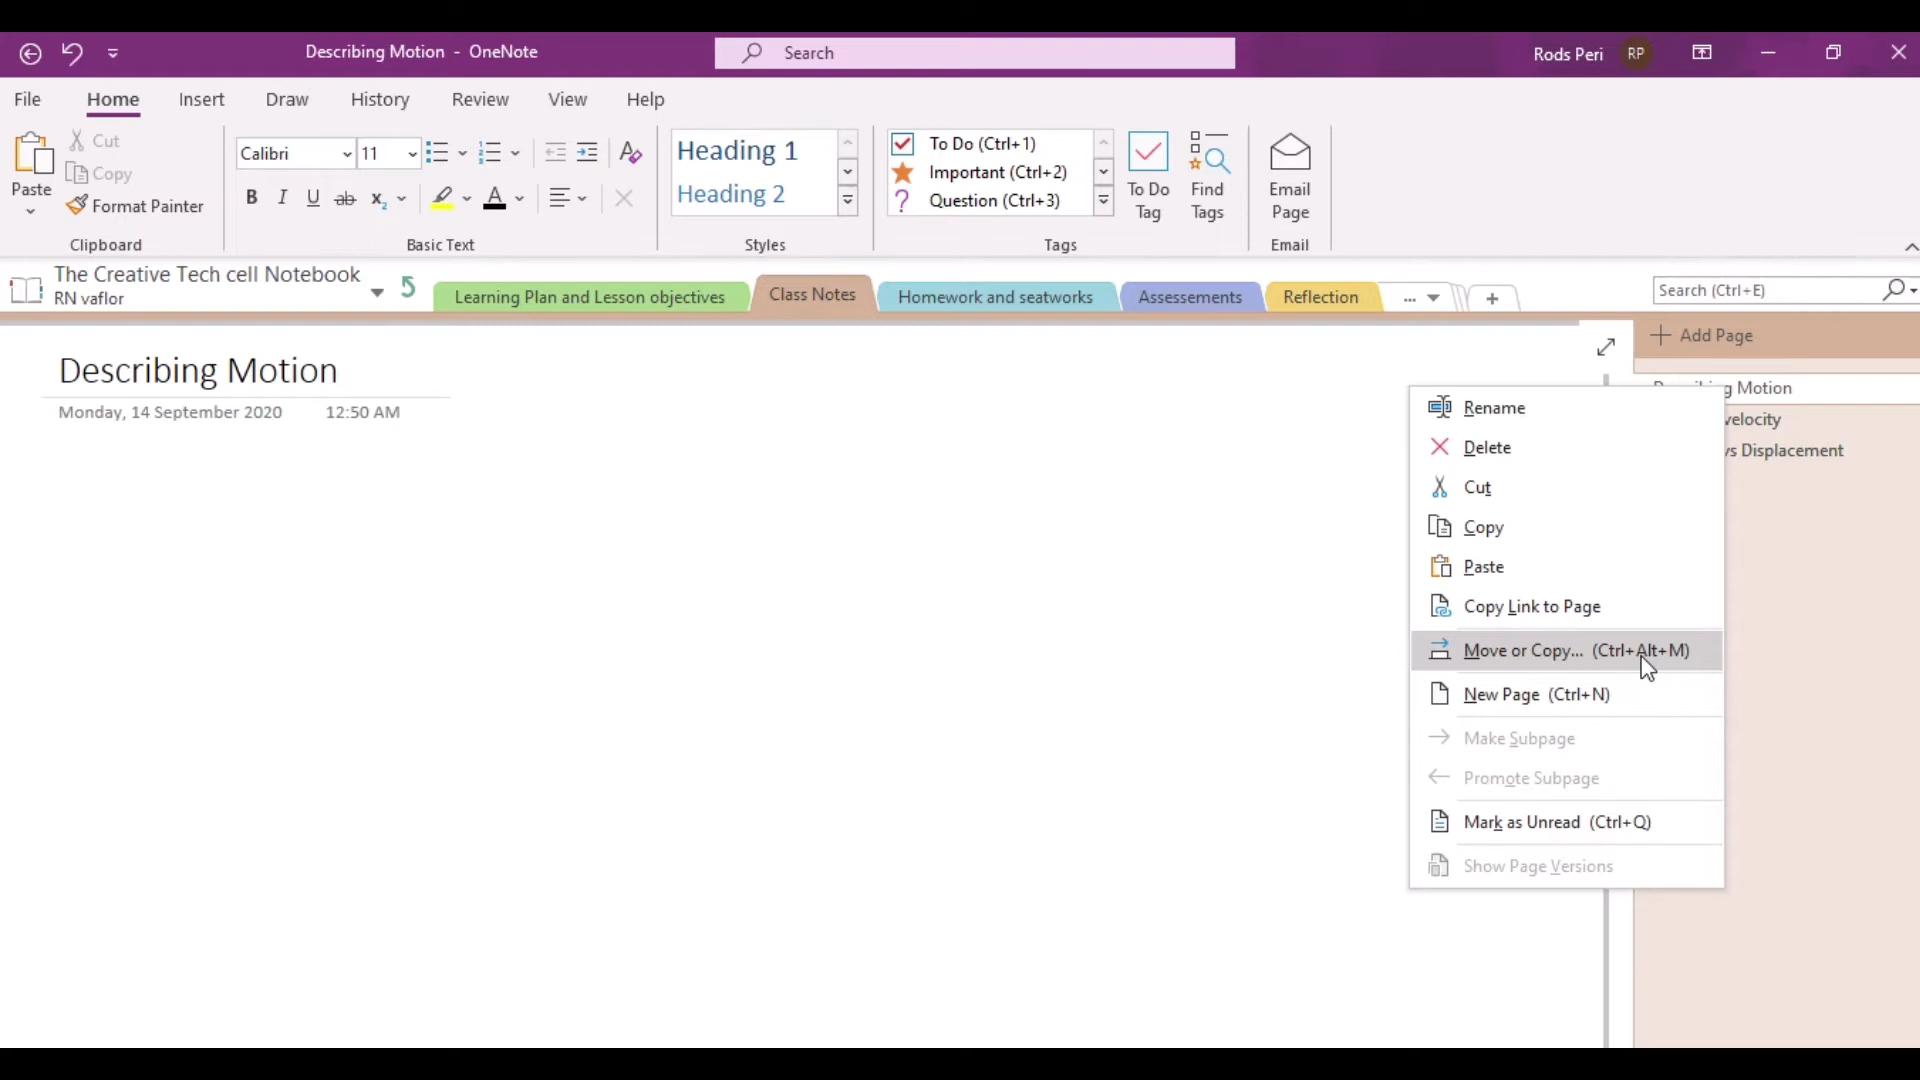 Describing Motion - OneNote
Search
Rods Peri
RP
File
Home
Insert
Draw
History
Review
View
Help
Paste
Cut
Copy
Format Painter
Clipboard
Calibri
11
B
I
U
ab
x₂
A
Basic Text
Heading 1
Heading 2
Styles
To Do (Ctrl+1)
Important (Ctrl+2)
Question (Ctrl+3)
Tags
To Do
Tag
Find
Tags
Email
Page
Email
The Creative Tech cell Notebook
RN vaflor
Learning Plan and Lesson objectives
Class Notes
Homework and seatworks
Assessements
Reflection
...
Search (Ctrl+E)
Add Page
Describing Motion
Monday, 14 September 2020
12:50 AM
Describing Motion
velocity
vs Displacement
Rename
Delete
Cut
Copy
Paste
Copy Link to Page
Move or Copy... (Ctrl+Alt+M)
New Page (Ctrl+N)
Make Subpage
Promote Subpage
Mark as Unread (Ctrl+Q)
Show Page Versions